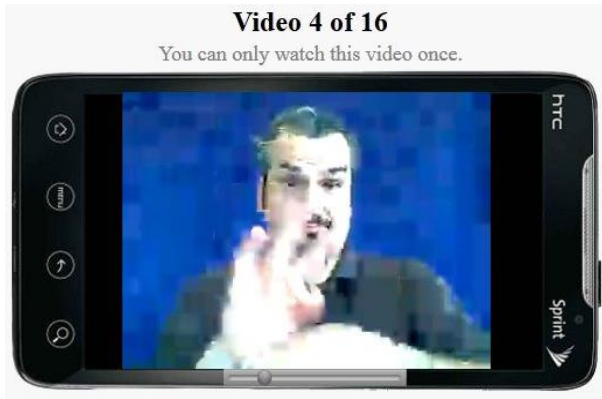 Video 4 of 16
You can only watch this video once.
hTC
menu
Sprint